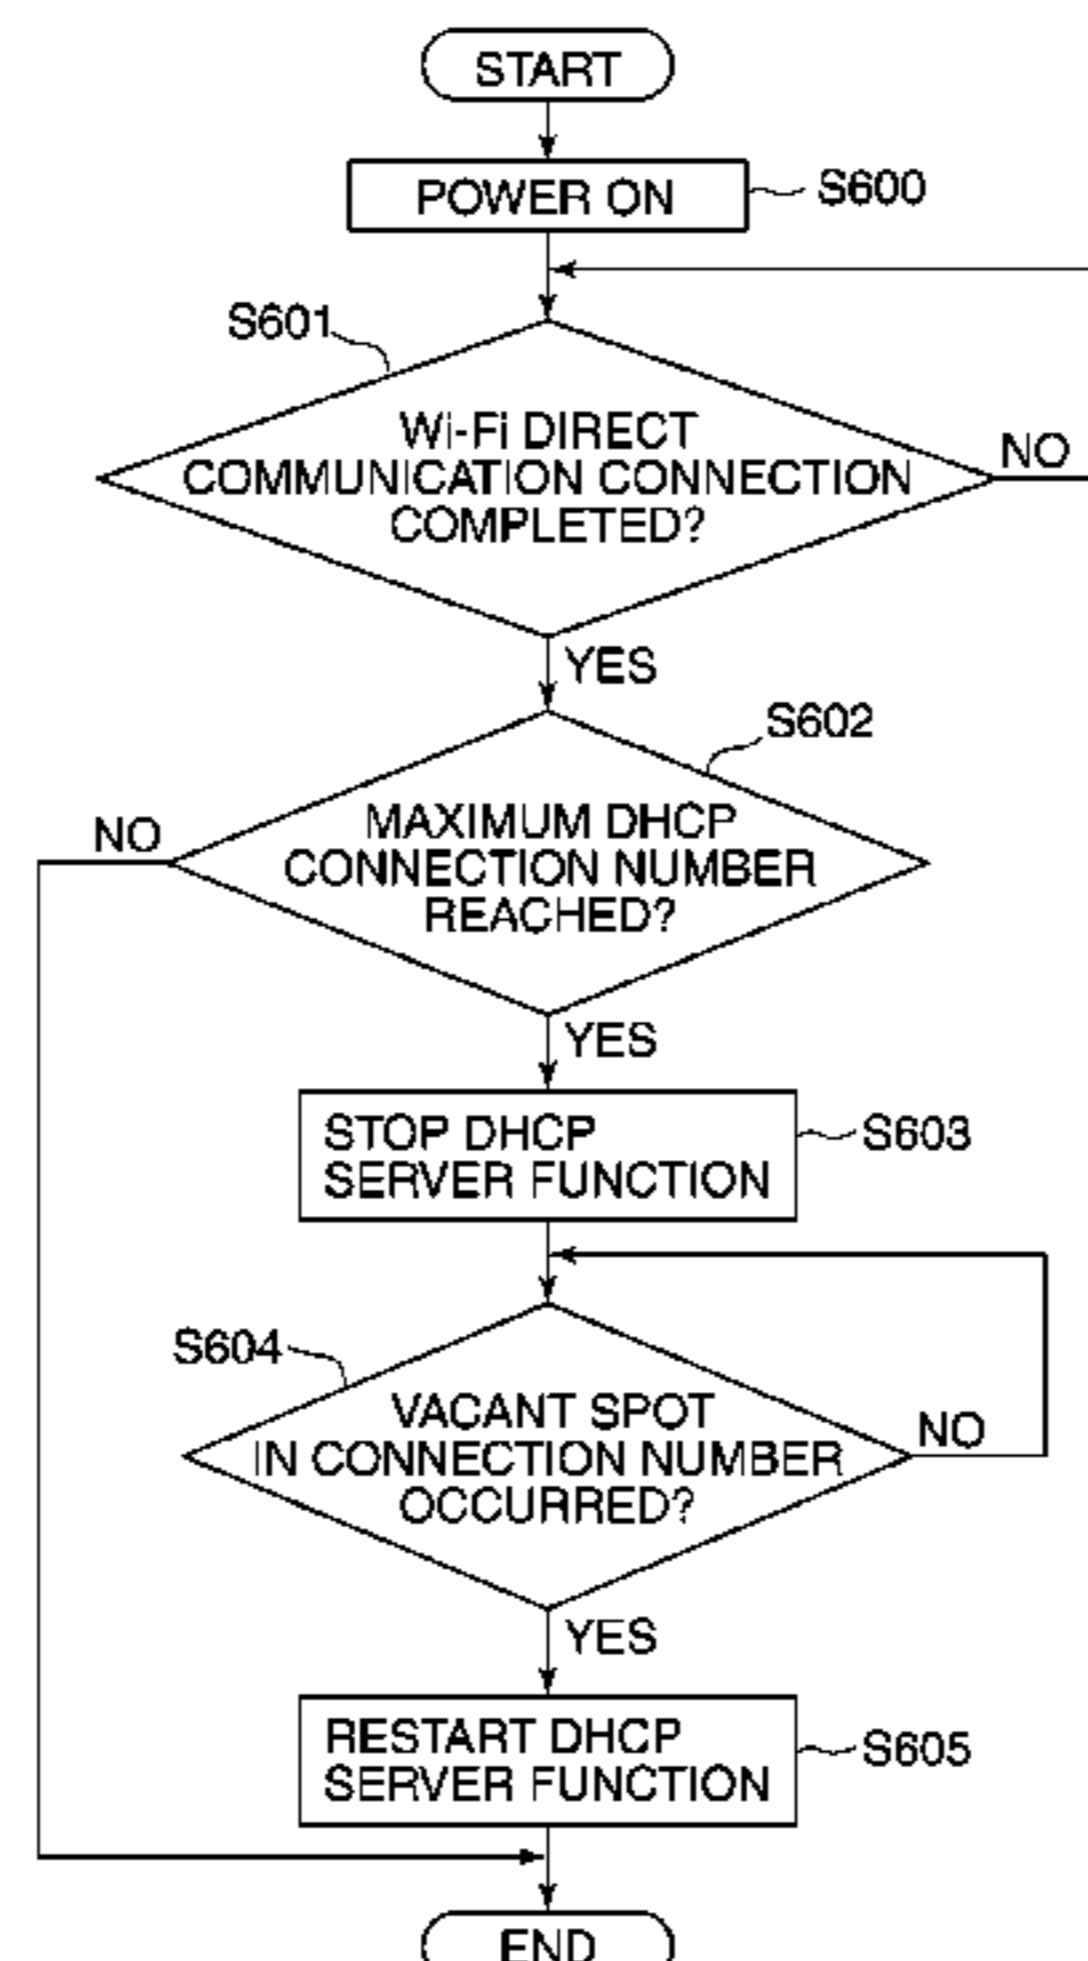 START
POWER ON
S600
S601
Wi-Fi DIRECT
COMMUNICATION CONNECTION
COMPLETED?
NO
YES
S602
MAXIMUM DHCP
CONNECTION NUMBER
REACHED?
NO
YES
STOP DHCP
SERVER FUNCTION
S603
S604
VACANT SPOT
IN CONNECTION NUMBER
OCCURRED?
NO
YES
RESTART DHCP
SERVER FUNCTION
S605
END